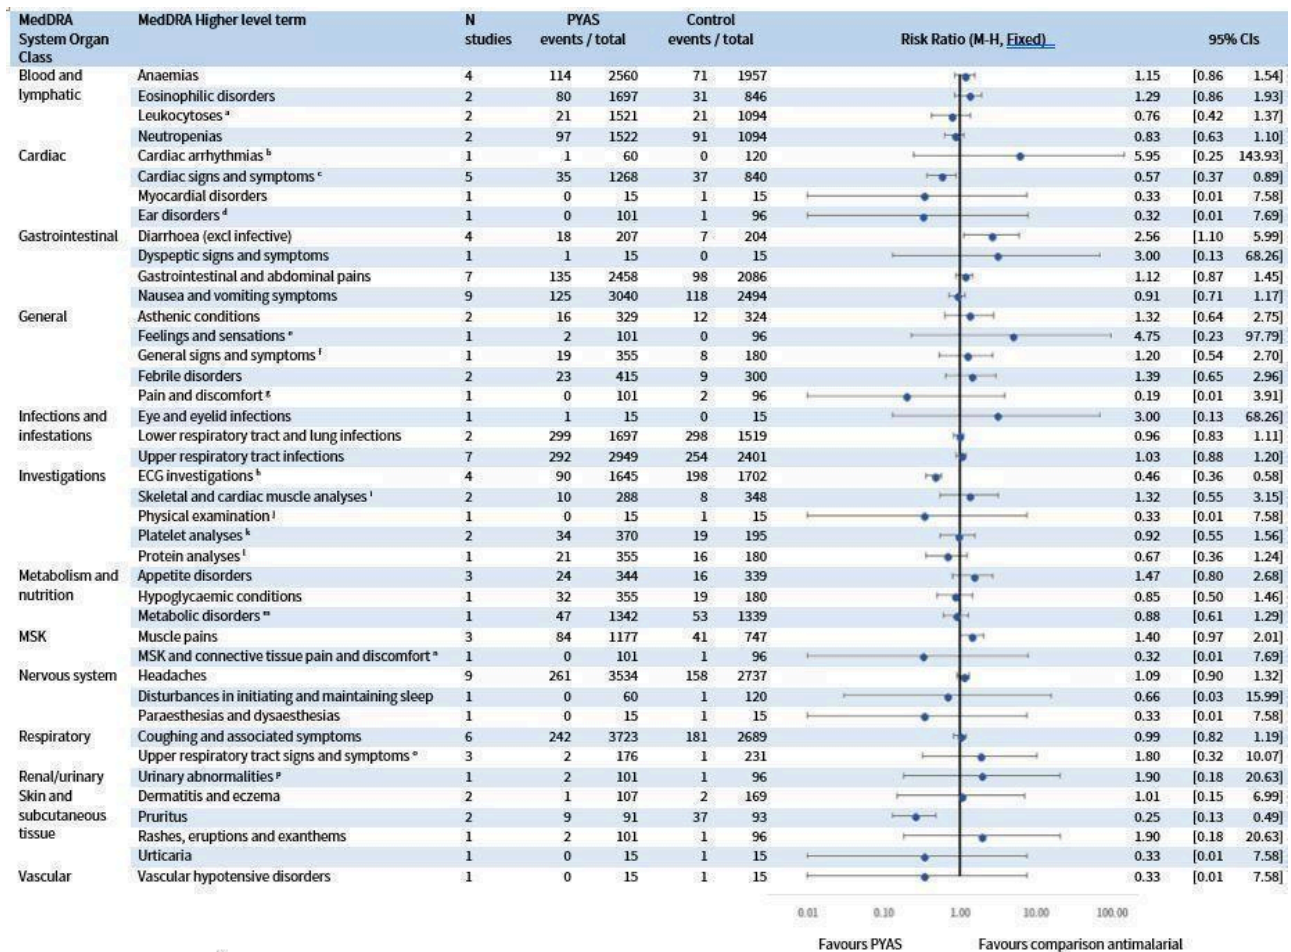 MedDRA System Organ Class MedDRA Higher level term N studies PYAS events / total Control events / total Risk Ratio (M-H, Fixed) 95% CIs
Blood and lymphatic Anaemias 4 114 2560 71 1957 1.15 [0.86 1.54]
Eosinophilic disorders 2 80 1697 31 846 1.29 [0.86 1.93]
Leukocytoses a 2 21 1521 21 1094 0.76 [0.42 1.37]
Neutropenias 2 97 1522 91 1094 0.83 [0.63 1.10]
Cardiac Cardiac arrhythmias b 1 1 60 0 120 5.95 [0.25 143.93]
Cardiac signs and symptoms c 5 35 1268 37 840 0.57 [0.37 0.89]
Myocardial disorders 1 0 15 1 15 0.33 [0.01 7.58]
Ear disorders d 1 0 101 1 96 0.32 [0.01 7.69]
Gastrointestinal Diarrhoea (excl infective) 4 18 207 7 204 2.56 [1.10 5.99]
Dyspeptic signs and symptoms 1 1 15 0 15 3.00 [0.13 68.26]
Gastrointestinal and abdominal pains 7 135 2458 98 2086 1.12 [0.87 1.45]
Nausea and vomiting symptoms 9 125 3040 118 2494 0.91 [0.71 1.17]
General Asthenic conditions 2 16 329 12 324 1.32 [0.64 2.75]
Feelings and sensations e 1 2 101 0 96 4.75 [0.23 97.79]
General signs and symptoms f 1 19 355 8 180 1.20 [0.54 2.70]
Febrile disorders 2 23 415 9 300 1.39 [0.65 2.96]
Pain and discomfort g 1 0 101 2 96 0.19 [0.01 3.91]
Infections and infestations Eye and eyelid infections 1 1 15 0 15 3.00 [0.13 68.26]
Lower respiratory tract and lung infections 2 299 1697 298 1519 0.96 [0.83 1.11]
Upper respiratory tract infections 7 292 2949 254 2401 1.03 [0.88 1.20]
Investigations ECG investigations h 4 90 1645 198 1702 0.46 [0.36 0.58]
Skeletal and cardiac muscle analyses i 2 10 288 8 348 1.32 [0.55 3.15]
Physical examination j 1 0 15 1 15 0.33 [0.01 7.58]
Platelet analyses k 2 34 370 19 195 0.92 [0.55 1.56]
Protein analyses l 1 21 355 16 180 0.67 [0.36 1.24]
Metabolism and nutrition Appetite disorders 3 24 344 16 339 1.47 [0.80 2.68]
Hypoglycaemic conditions 1 32 355 19 180 0.85 [0.50 1.46]
Metabolic disorders m 1 47 1342 53 1339 0.88 [0.61 1.29]
MSK Muscle pains 3 84 1177 41 747 1.40 [0.97 2.01]
MSK and connective tissue pain and discomfort n 1 0 101 1 96 0.32 [0.01 7.69]
Nervous system Headaches 9 261 3534 158 2737 1.09 [0.90 1.32]
Disturbances in initiating and maintaining sleep 1 0 60 1 120 0.66 [0.03 15.99]
Paraesthesias and dysaesthesias 1 0 15 1 15 0.33 [0.01 7.58]
Respiratory Coughing and associated symptoms 6 242 3723 181 2689 0.99 [0.82 1.19]
Upper respiratory tract signs and symptoms o 3 2 176 1 231 1.80 [0.32 10.07]
Renal/urinary Urinary abnormalities p 1 2 101 1 96 1.90 [0.18 20.63]
Skin and subcutaneous tissue Dermatitis and eczema 2 1 107 2 169 1.01 [0.15 6.99]
Pruritus 2 9 91 37 93 0.25 [0.13 0.49]
Rashes, eruptions and exanthems 1 2 101 1 96 1.90 [0.18 20.63]
Urticaria 1 0 15 1 15 0.33 [0.01 7.58]
Vascular Vascular hypotensive disorders 1 0 15 1 15 0.33 [0.01 7.58]
0.01 0.10 1.00 10.00 100.00
Favours PYAS Favours comparison antimalarial